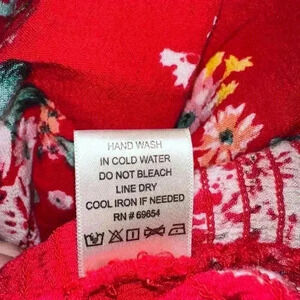 HAND WASH
IN COLD WATER
DO NOT BLEACH
LINE DRY
COOL IRON IF NEEDED
RN # 69654